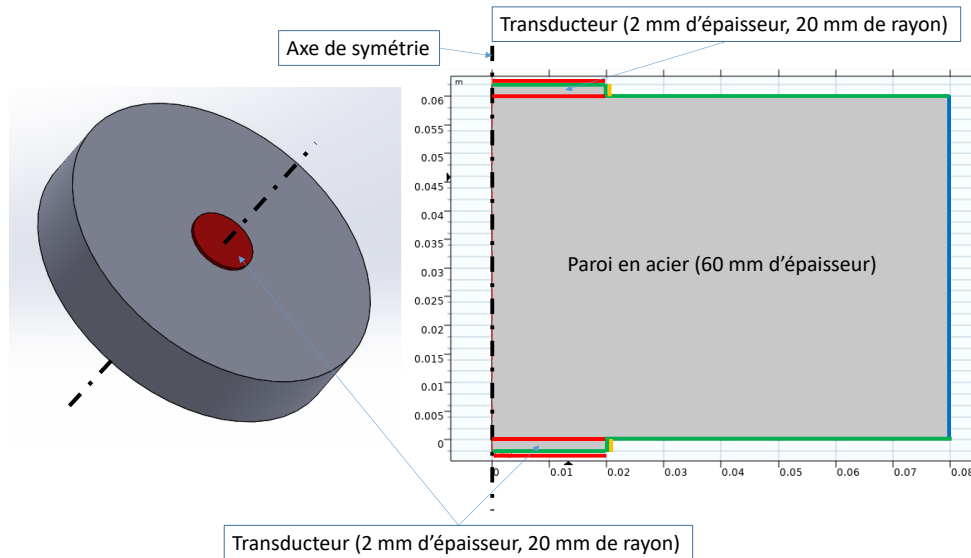 Transducteur (2 mm d’épaisseur, 20 mm de rayon)
Axe de symétrie
m
0.06
0.055
0.05
0.045
0.04
0.035
0.03
0.025
0.02
0.015
0.01
0.005
0
Paroi en acier (60 mm d’épaisseur)
0 0.01 0.02 0.03 0.04 0.05 0.06 0.07 0.08
Transducteur (2 mm d’épaisseur, 20 mm de rayon)